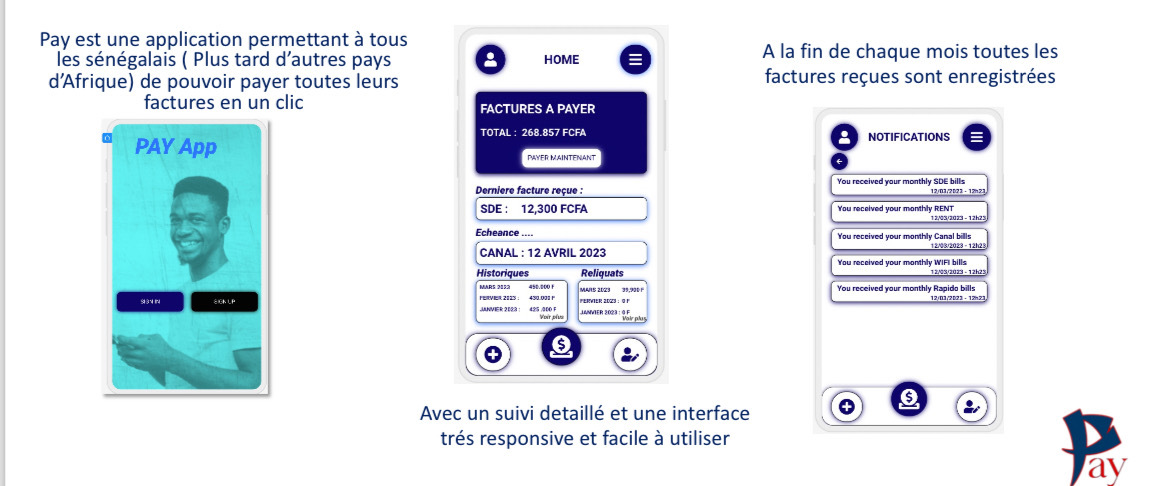 Pay est une application permettant à tous
les sénégalais ( Plus tard d’autres pays
d’Afrique) de pouvoir payer toutes leurs
factures en un clic
PAY App
SIGN IN
SIGN UP
HOME
FACTURES A PAYER
TOTAL : 268.857 FCFA
PAYER MAINTENANT
Derniere facture reçue :
SDE : 12,300 FCFA
Echeance ....
CANAL : 12 AVRIL 2023
Historiques
MARS 2023 450.000 F
FERVIER 2023 : 430.000 F
JANVIER 2023 : 425 .000 F
Voir plus
Reliquats
MARS 2023 39,900 F
FERVIER 2023 : 0 F
JANVIER 2023 : 0 F
Voir plus
Avec un suivi detaillé et une interface
trés responsive et facile à utiliser
A la fin de chaque mois toutes les
factures reçues sont enregistrées
NOTIFICATIONS
You received your monthly SDE bills
12/03/2023 - 12h23
You received your monthly RENT
12/03/2023 - 12h23
You received your monthly Canal bills
12/03/2023 - 12h23
You received your monthly WIFI bills
12/03/2023 - 12h23
You received your monthly Rapido bills
12/03/2023 - 12h23
Pay